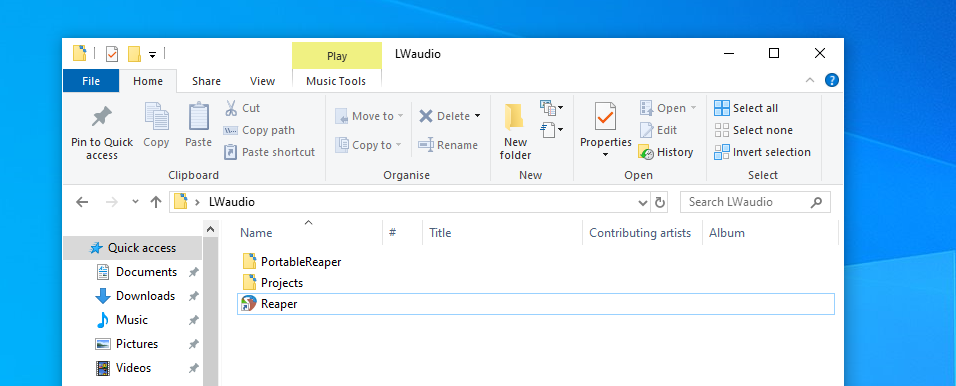 Play
LWaudio
File
Home
Share
View
Music Tools
Pin to Quick access
Copy
Paste
Cut
Copy path
Paste shortcut
Clipboard
Move to
Copy to
Delete
Rename
Organise
New folder
New
Properties
Open
Edit
History
Open
Select all
Select none
Invert selection
Select
LWaudio
Search LWaudio
Name
#
Title
Contributing artists
Album
Quick access
Documents
Downloads
Music
Pictures
Videos
PortableReaper
Projects
Reaper